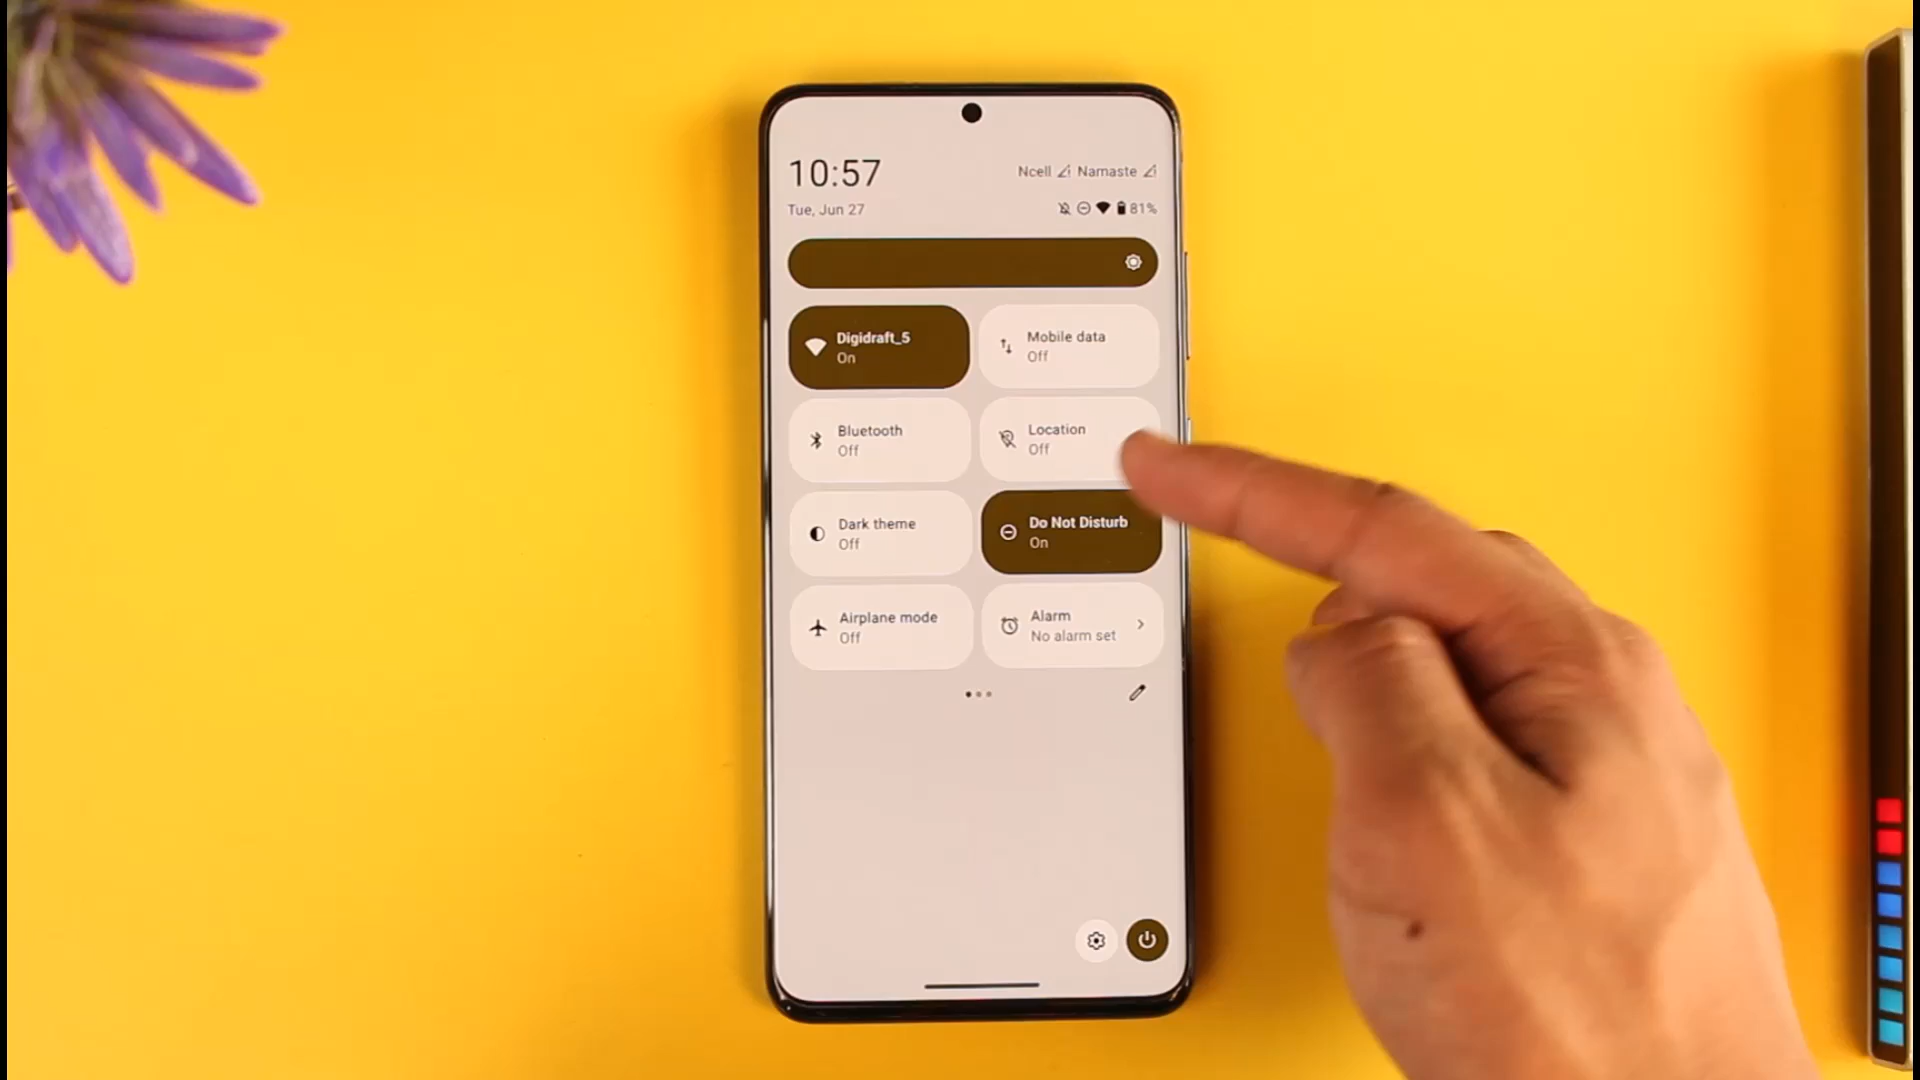 10:57
Ncell Namaste
Tue, Jun 27
81%
Digidraft_5
On
Mobile data
Off
Bluetooth
Off
Location
Off
Dark theme
Off
Do Not Disturb
On
Airplane mode
Off
Alarm
No alarm set